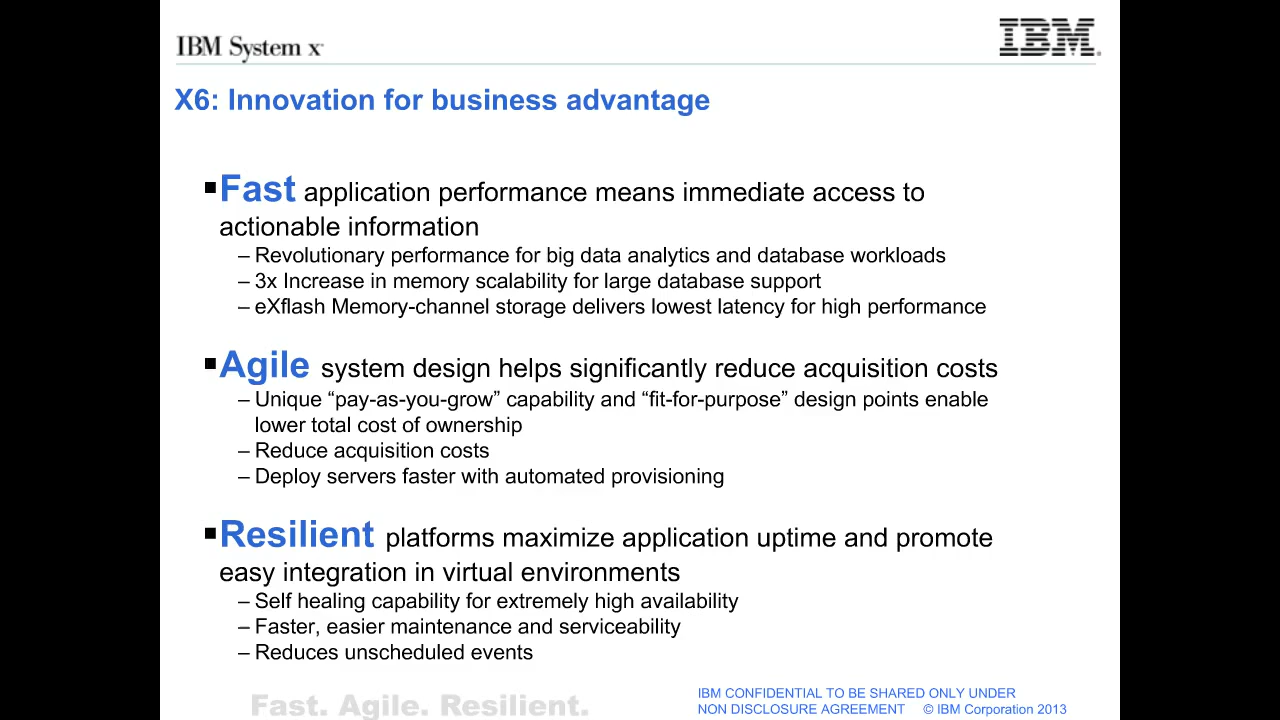 IBM System x
IBM
X6: Innovation for business advantage
▪Fast application performance means immediate access to
actionable information
– Revolutionary performance for big data analytics and database workloads
– 3x Increase in memory scalability for large database support
– eXflash Memory-channel storage delivers lowest latency for high performance
▪Agile system design helps significantly reduce acquisition costs
– Unique “pay-as-you-grow” capability and “fit-for-purpose” design points enable
lower total cost of ownership
– Reduce acquisition costs
– Deploy servers faster with automated provisioning
▪Resilient platforms maximize application uptime and promote
easy integration in virtual environments
– Self healing capability for extremely high availability
– Faster, easier maintenance and serviceability
– Reduces unscheduled events
Fast. Agile. Resilient.
IBM CONFIDENTIAL TO BE SHARED ONLY UNDER
NON DISCLOSURE AGREEMENT © IBM Corporation 2013